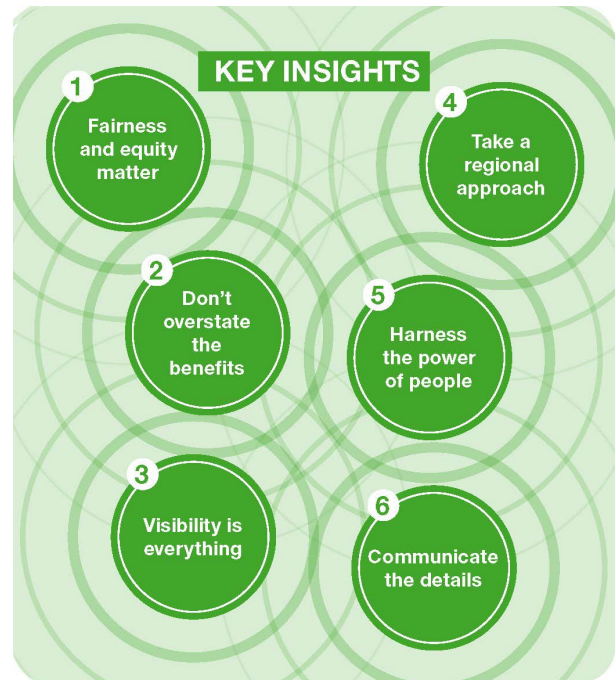 KEY INSIGHTS
1
Fairness
and equity
matter
2
Don’t
overstate
the
benefits
3
Visibility is
everything
4
Take a
regional
approach
5
Harness
the power
of people
6
Communicate
the details